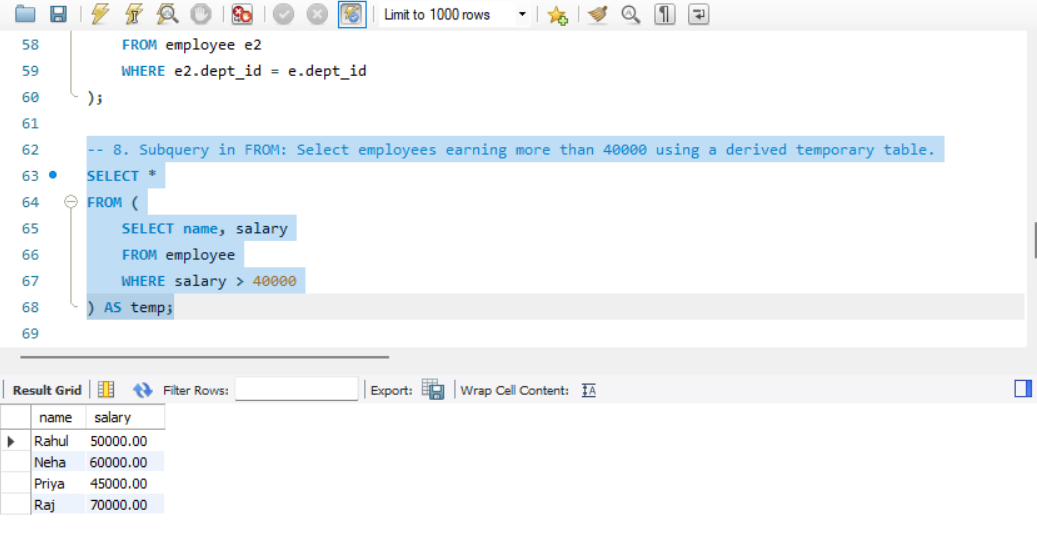 Limit to 1000 rows
58 FROM employee e2
59 WHERE e2.dept_id = e.dept_id
60 );
61
62 -- 8. Subquery in FROM: Select employees earning more than 40000 using a derived temporary table.
63 SELECT *
64 FROM (
65 SELECT name, salary
66 FROM employee
67 WHERE salary > 40000
68 ) AS temp;
69
Result Grid Filter Rows: Export: Wrap Cell Content: IA
name salary
Rahul 50000.00
Neha 60000.00
Priya 45000.00
Raj 70000.00